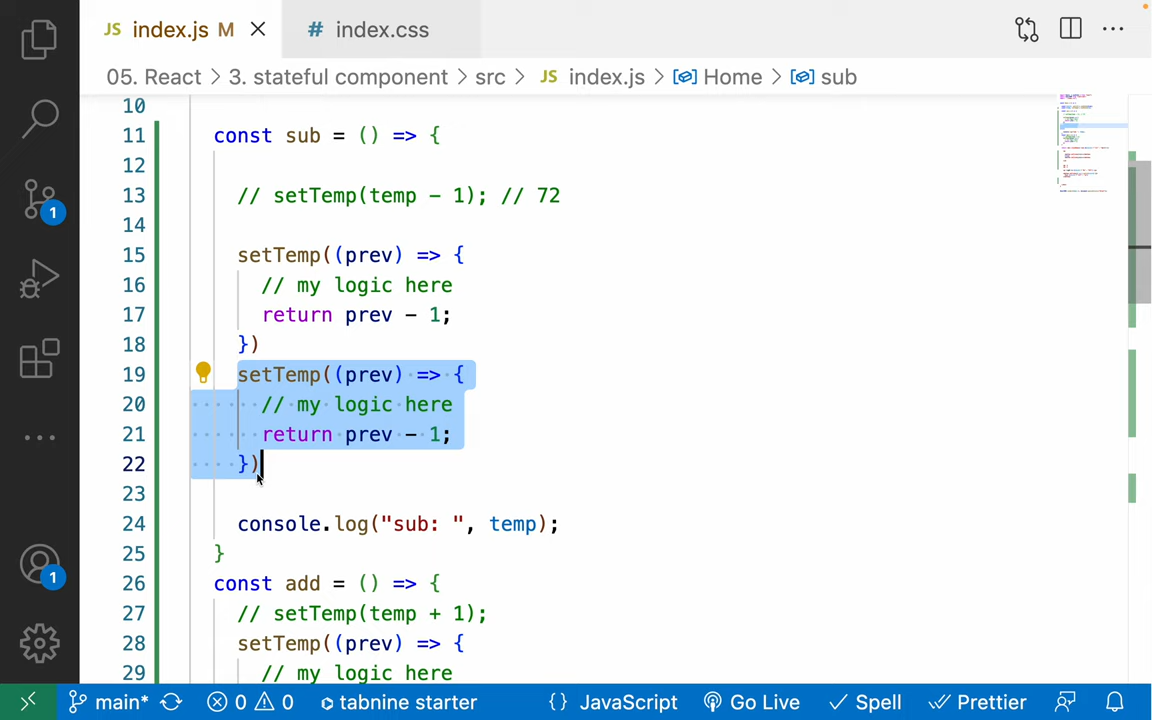 JS index.js M
# index.css
05. React > 3. stateful component > src > JS index.js > Home > sub
10
11 const sub = () => {
12
13 // setTemp(temp - 1); // 72
14
15 setTemp((prev) => {
16 // my logic here
17 return prev - 1;
18 })
19 setTemp((prev) => {
20 // my logic here
21 return prev - 1;
22 })
23
24 console.log("sub: ", temp);
25 }
26 const add = () => {
27 // setTemp(temp + 1);
28 setTemp((prev) => {
29 // my logic here
1
1
main* 0 0 tabnine starter {} JavaScript Go Live Spell Prettier